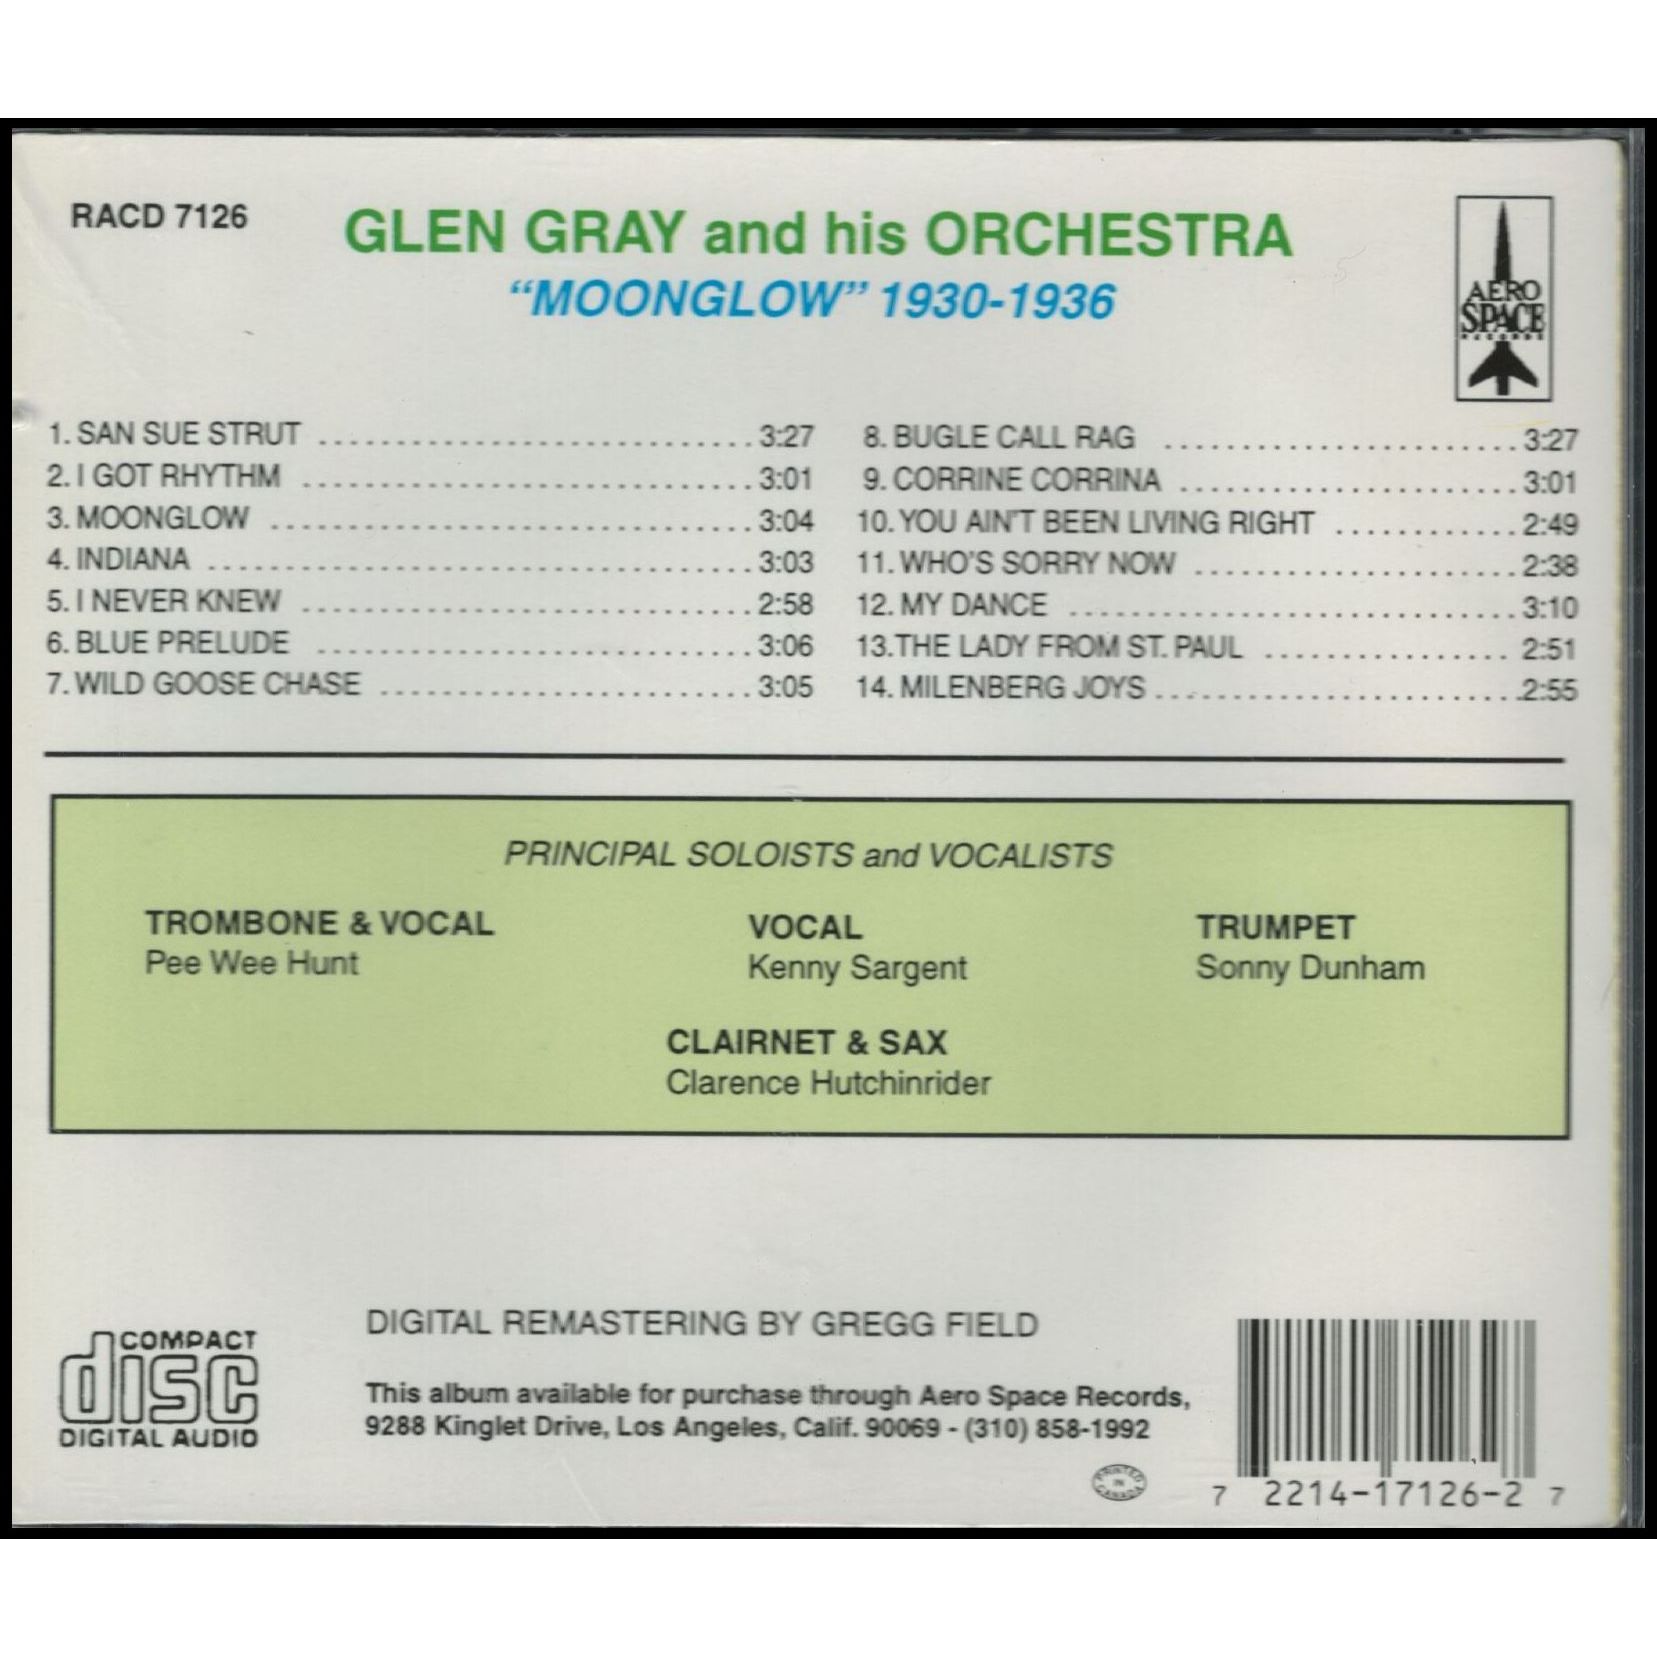 RACD 7126
GLEN GRAY and his ORCHESTRA
“MOONGLOW” 1930-1936
AERO
SPACE
RECORDS
1. SAN SUE STRUT ............................ 3:27
2. I GOT RHYTHM ............................. 3:01
3. MOONGLOW ............................... 3:04
4. INDIANA ................................... 3:03
5. I NEVER KNEW ............................. 2:58
6. BLUE PRELUDE ............................ 3:06
7. WILD GOOSE CHASE ........................ 3:05
8. BUGLE CALL RAG ....................... 3:27
9. CORRINE CORRINA ...................... 3:01
10. YOU AIN'T BEEN LIVING RIGHT ............ 2:49
11. WHO'S SORRY NOW ..................... 2:38
12. MY DANCE ............................. 3:10
13. THE LADY FROM ST. PAUL ................ 2:51
14. MILENBERG JOYS ........................ 2:55
PRINCIPAL SOLOISTS and VOCALISTS
TROMBONE & VOCAL
Pee Wee Hunt
VOCAL
Kenny Sargent
TRUMPET
Sonny Dunham
CLAIRNET & SAX
Clarence Hutchinrider
COMPACT
disc
DIGITAL AUDIO
DIGITAL REMASTERING BY GREGG FIELD
This album available for purchase through Aero Space Records,
9288 Kinglet Drive, Los Angeles, Calif. 90069 - (310) 858-1992
PRINTED
IN
CANADA
7 2214-17126-2 7